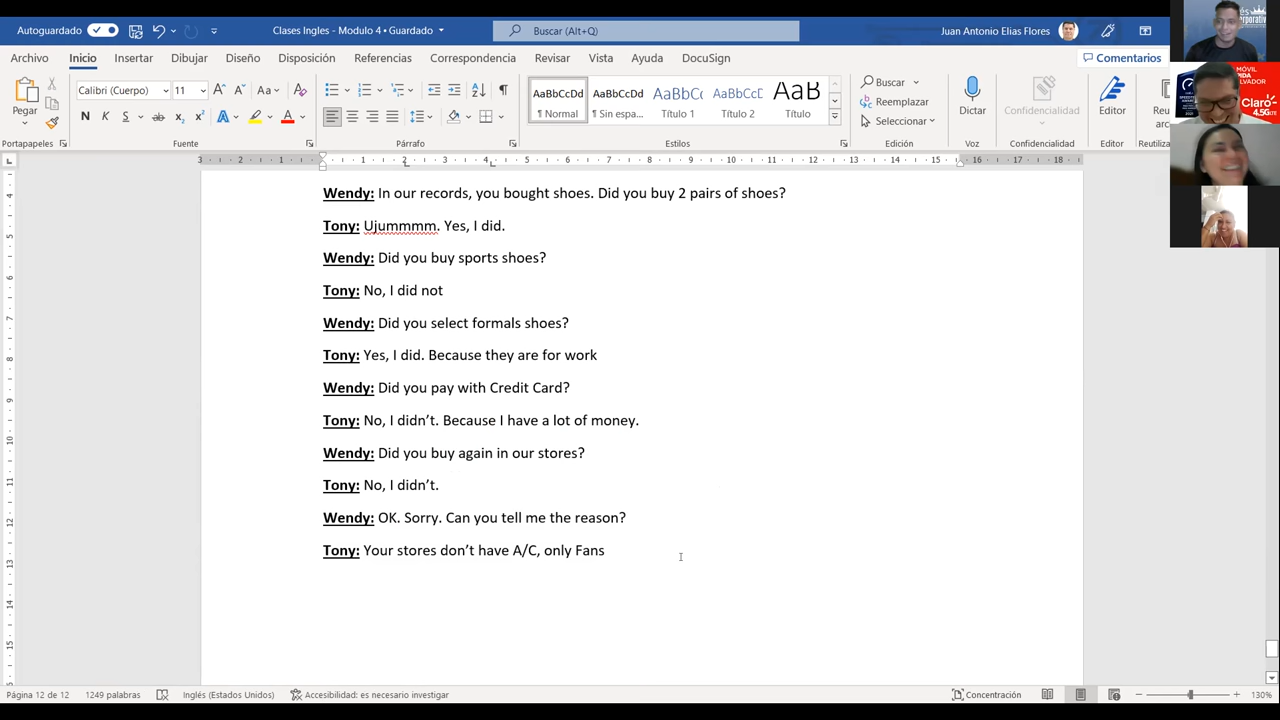 Autoguardado
Clases Ingles - Modulo 4 • Guardado
Buscar (Alt+Q)
Juan Antonio Elias Flores
Archivo Inicio Insertar Dibujar Diseño Disposición Referencias Correspondencia Revisar Vista Ayuda DocuSign
Comentarios
Pegar
Calibri (Cuerpo) 11
AaBbCcDd AaBbCcDd AaBbC AaBbCcD AaB
¶ Normal ¶ Sin espa... Título 1 Título 2 Título
Buscar
Reemplazar
Seleccionar
Dictar
Confidencialidad
Editor
Portapapeles Fuente Párrafo Estilos Edición Voz Confidencialidad Editor
Wendy: In our records, you bought shoes. Did you buy 2 pairs of shoes?
Tony: Ujummmm. Yes, I did.
Wendy: Did you buy sports shoes?
Tony: No, I did not
Wendy: Did you select formals shoes?
Tony: Yes, I did. Because they are for work
Wendy: Did you pay with Credit Card?
Tony: No, I didn’t. Because I have a lot of money.
Wendy: Did you buy again in our stores?
Tony: No, I didn’t.
Wendy: OK. Sorry. Can you tell me the reason?
Tony: Your stores don’t have A/C, only Fans
Página 12 de 12 1249 palabras Inglés (Estados Unidos) Accesibilidad: es necesario investigar Concentración 130%
Claro
4.5G